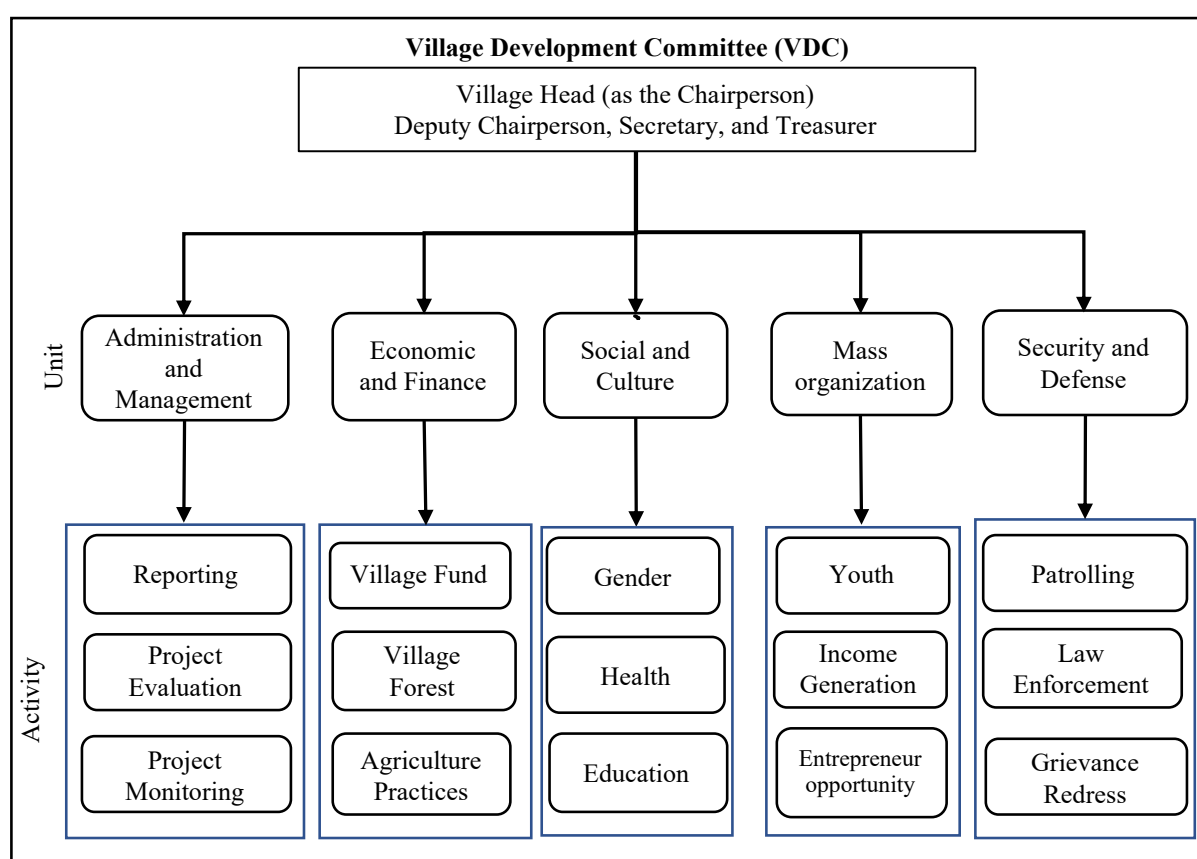 Village Development Committee (VDC)
Village Head (as the Chairperson)
Deputy Chairperson, Secretary, and Treasurer
Unit
Administration
and
Management
Economic
and Finance
Social and
Culture
Mass
organization
Security and
Defense
Activity
Reporting
Project
Evaluation
Project
Monitoring
Village Fund
Village
Forest
Agriculture
Practices
Gender
Health
Education
Youth
Income
Generation
Entrepreneur
opportunity
Patrolling
Law
Enforcement
Grievance
Redress